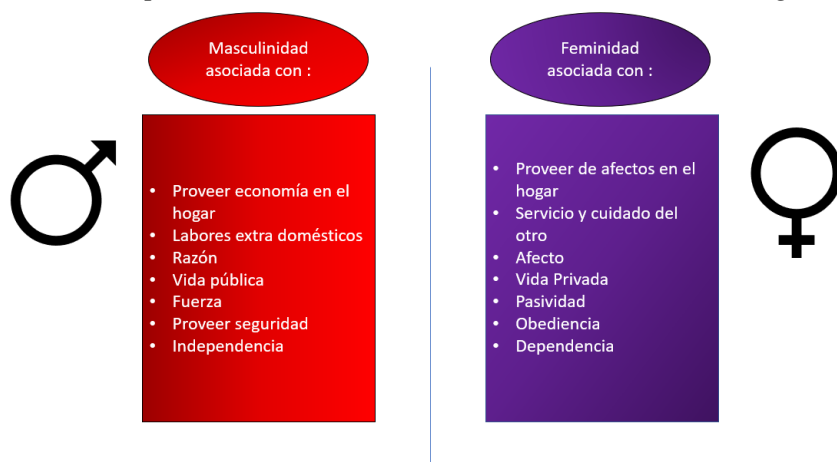 Masculinidad
asociada con :
• Proveer economía en el
hogar
• Labores extra domésticos
• Razón
• Vida pública
• Fuerza
• Proveer seguridad
• Independencia
Feminidad
asociada con :
• Proveer de afectos en el
hogar
• Servicio y cuidado del
otro
• Afecto
• Vida Privada
• Pasividad
• Obediencia
• Dependencia